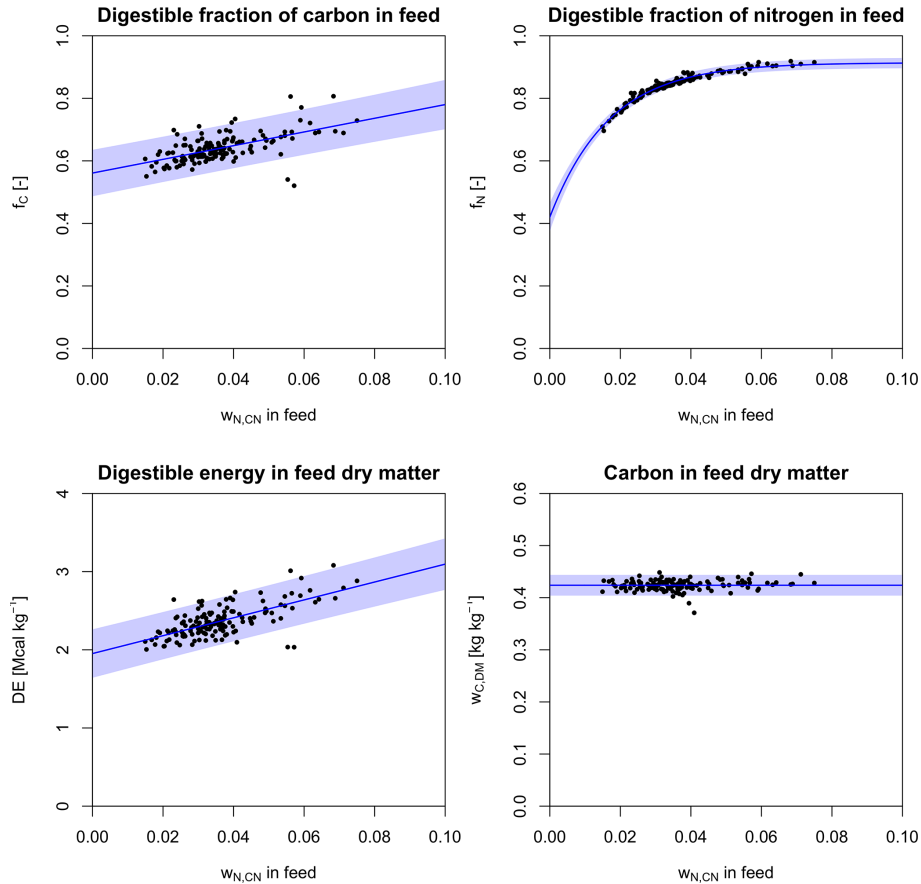 Digestible fraction of carbon in feed
f_C [-]
1.0
0.8
0.6
0.4
0.2
0.0
0.00 0.02 0.04 0.06 0.08 0.10
w_N,CN in feed
Digestible fraction of nitrogen in feed
f_N [-]
1.0
0.8
0.6
0.4
0.2
0.0
0.00 0.02 0.04 0.06 0.08 0.10
w_N,CN in feed
Digestible energy in feed dry matter
DE [Mcal kg⁻¹]
4
3
2
1
0
0.00 0.02 0.04 0.06 0.08 0.10
w_N,CN in feed
Carbon in feed dry matter
w_C,DM [kg kg⁻¹]
0.6
0.5
0.4
0.3
0.2
0.1
0.0
0.00 0.02 0.04 0.06 0.08 0.10
w_N,CN in feed